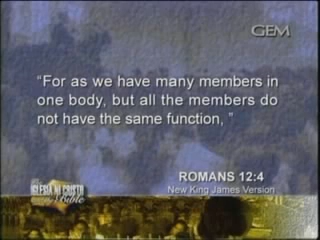 GEM
“For as we have many members in
one body, but all the members do
not have the same function, ”
ROMANS 12:4
New King James Version
IGLESIA NI CRISTO
Bible